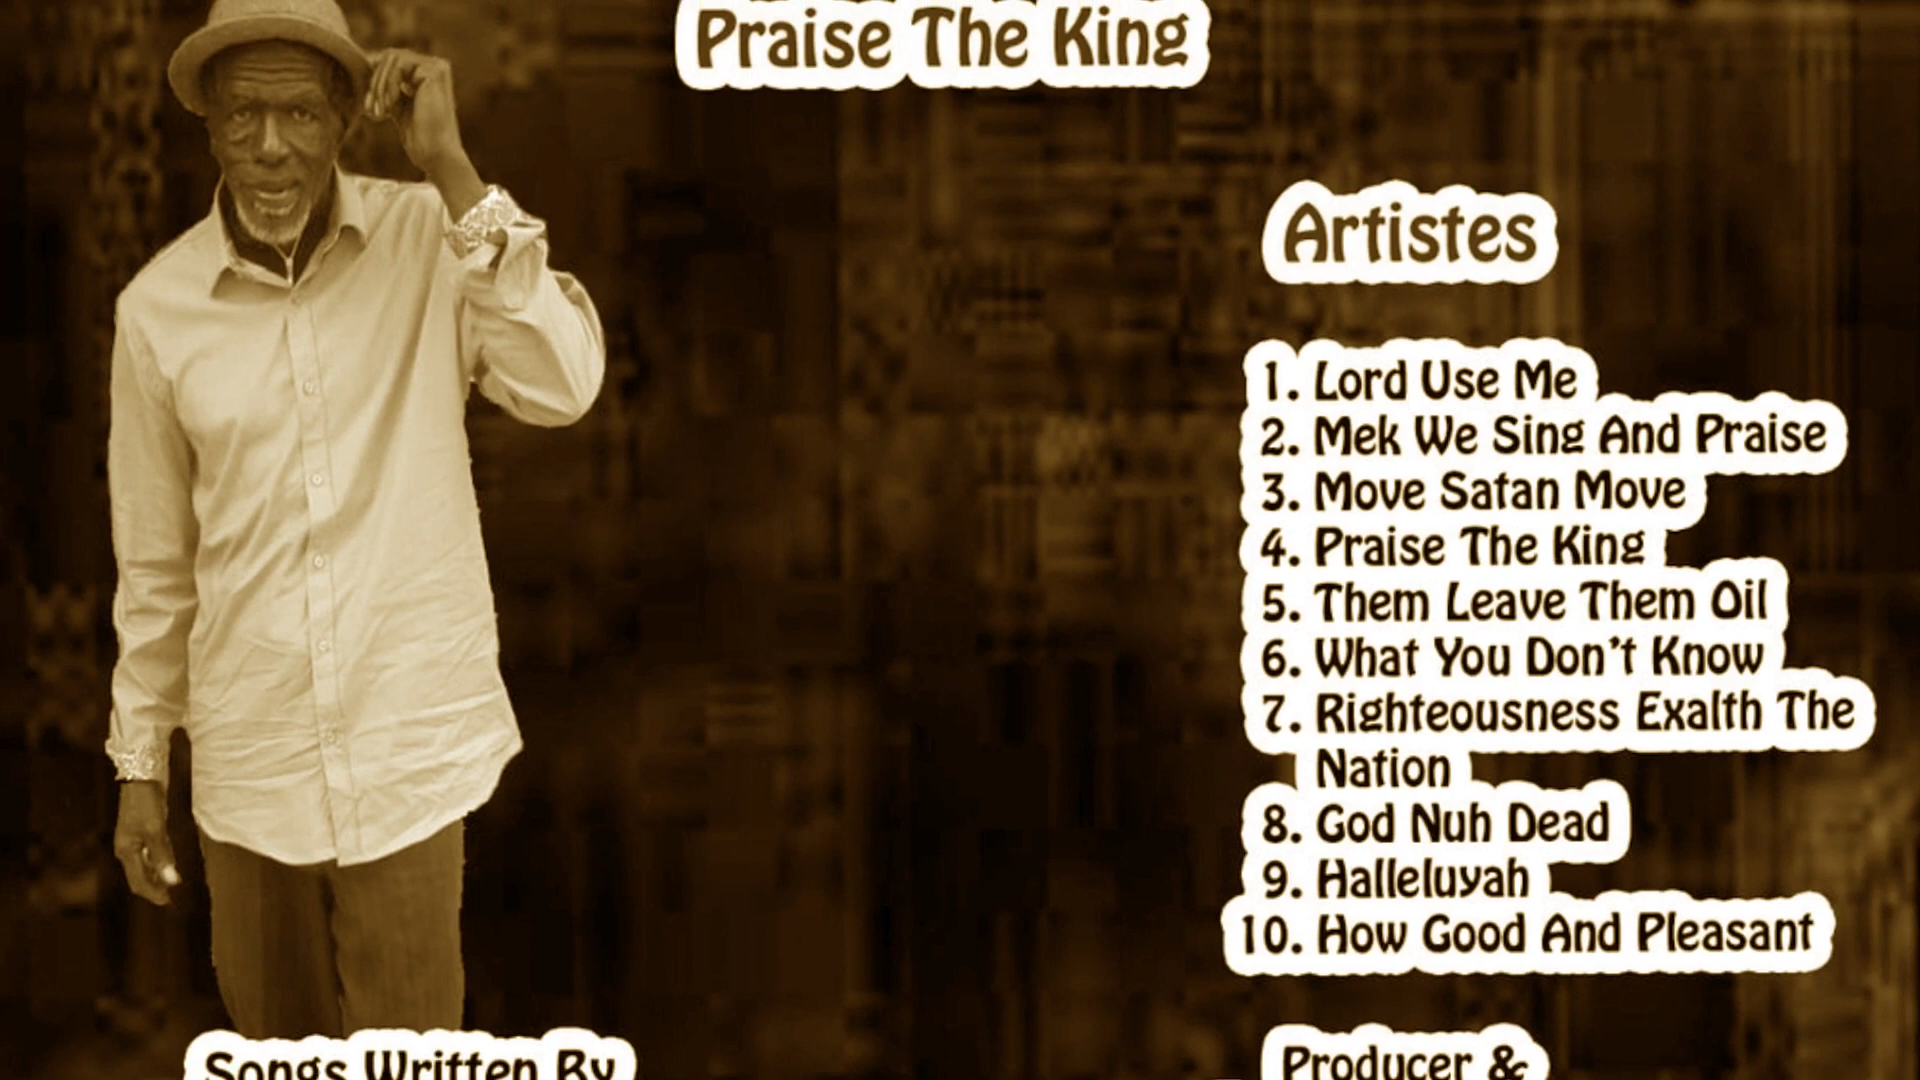 Praise The King
Artistes
1. Lord Use Me
2. Mek We Sing And Praise
3. Move Satan Move
4. Praise The King
5. Them Leave Them Oil
6. What You Don't Know
7. Righteousness Exalth The
Nation
8. God Nuh Dead
9. Halleluyah
10. How Good And Pleasant
Songs Written By
Producer &